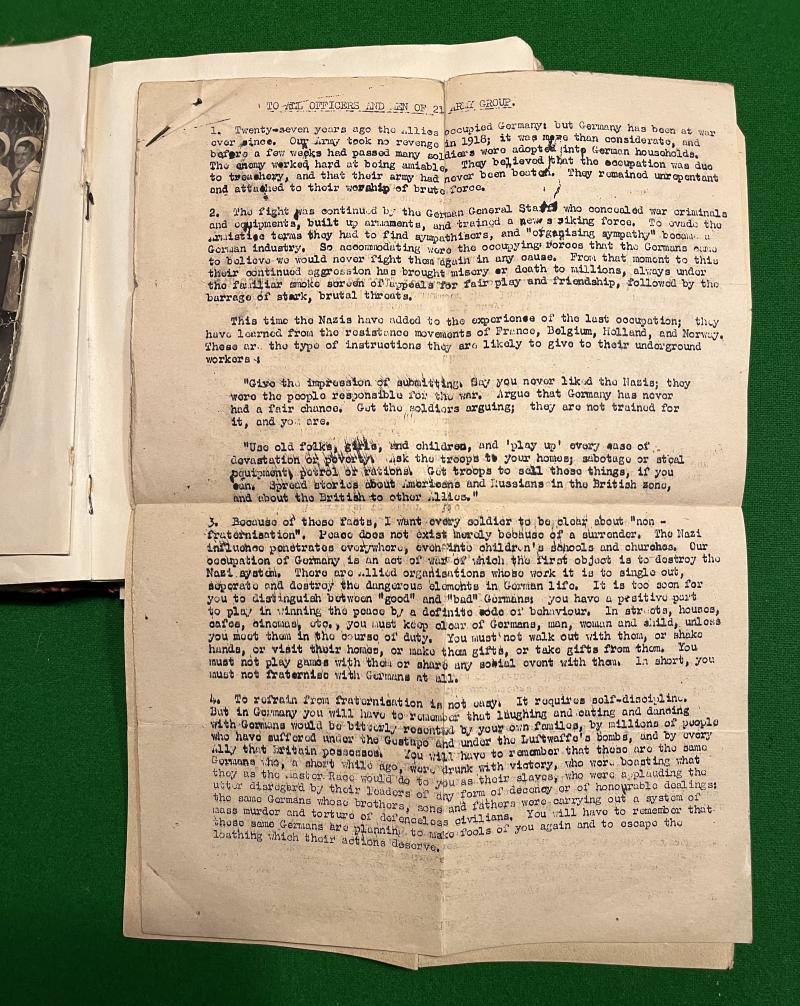 TO ALL OFFICERS AND MEN OF 21 ARMY GROUP.
1. Twenty-seven years ago the Allies occupied Germany: but Germany has been at war
ever since. Our Army took no revenge in 1918; it was more than considerate, and
before a few weeks had passed many soldiers were adopted into German households.
The enemy worked hard at being amiable. They believed that the occupation was due
to treachery, and that their army had never been beaten. They remained unrepentant
and attached to their worship of brute force.
2. The fight was continued by the German General Staff who concealed war criminals
and equipments, built up armaments, and trained a new striking force. To evade the
armistice terms they had to find sympathisers, and "organising sympathy" became a
German industry. So accommodating were the occupying forces that the Germans came
to believe we would never fight them again in any cause. From that moment to this
their continued aggression has brought misery or death to millions, always under
the familiar smoke screen of appeals for fair play and friendship, followed by the
barrage of stark, brutal threats.
This time the Nazis have added to the experience of the last occupation; they
have learned from the resistance movements of France, Belgium, Holland, and Norway.
These are the type of instructions they are likely to give to their underground
workers:
"Give the impression of submitting. Say you never liked the Nazis; they
were the people responsible for the war. Argue that Germany has never
had a fair chance. Get the soldiers arguing; they are not trained for
it, and you are.
"Use old folks, girls, and children, and 'play up' every case of
devastation or poverty. Ask the troops to your homes; sabotage or steal
equipment, petrol or rations. Get troops to sell these things, if you
can. Spread stories about Americans and Russians in the British zone,
and about the British to other Allies."
3. Because of these facts, I want every soldier to be clear about "non -
fraternisation". Peace does not exist merely because of a surrender. The Nazi
influence penetrates everywhere, even into children's schools and churches. Our
occupation of Germany is an act of war of which the first object is to destroy the
Nazi system. There are Allied organisations whose work it is to single out,
seperate and destroy the dangerous elements in German life. It is too soon for
you to distinguish between "good" and "bad" Germans: you have a positive part
to play in winning the peace by a definite code of behaviour. In streets, houses,
cafes, cinemas, etc., you must keep clear of Germans, man, woman and child, unless
you meet them in the course of duty. You must not walk out with them, or shake
hands, or visit their homes, or make them gifts, or take gifts from them. You
must not play games with them or share any social event with them. In short, you
must not fraternise with Germans at all.
4. To refrain from fraternisation is not easy. It requires self-discipline.
But in Germany you will have to remember that laughing and eating and dancing
with Germans would be bitterly resented by your own familes, by millions of people
who have suffered under the Gestapo and under the Luftwaffe's bombs, and by every
Ally that Britain possesses. You will have to remember that these are the same
Germans who, a short while ago, were drunk with victory, who were boasting what
they as the Master Race would do to you as their slaves, who were applauding the
utter disregard by their leaders of any form of decency or of honourable dealings:
the same Germans whose brothers, sons and fathers were carrying out a system of
mass murder and torture of defenceless civilians. You will have to remember that
these same Germans are planning to make fools of you again and to escape the
loathing which their actions deserve.